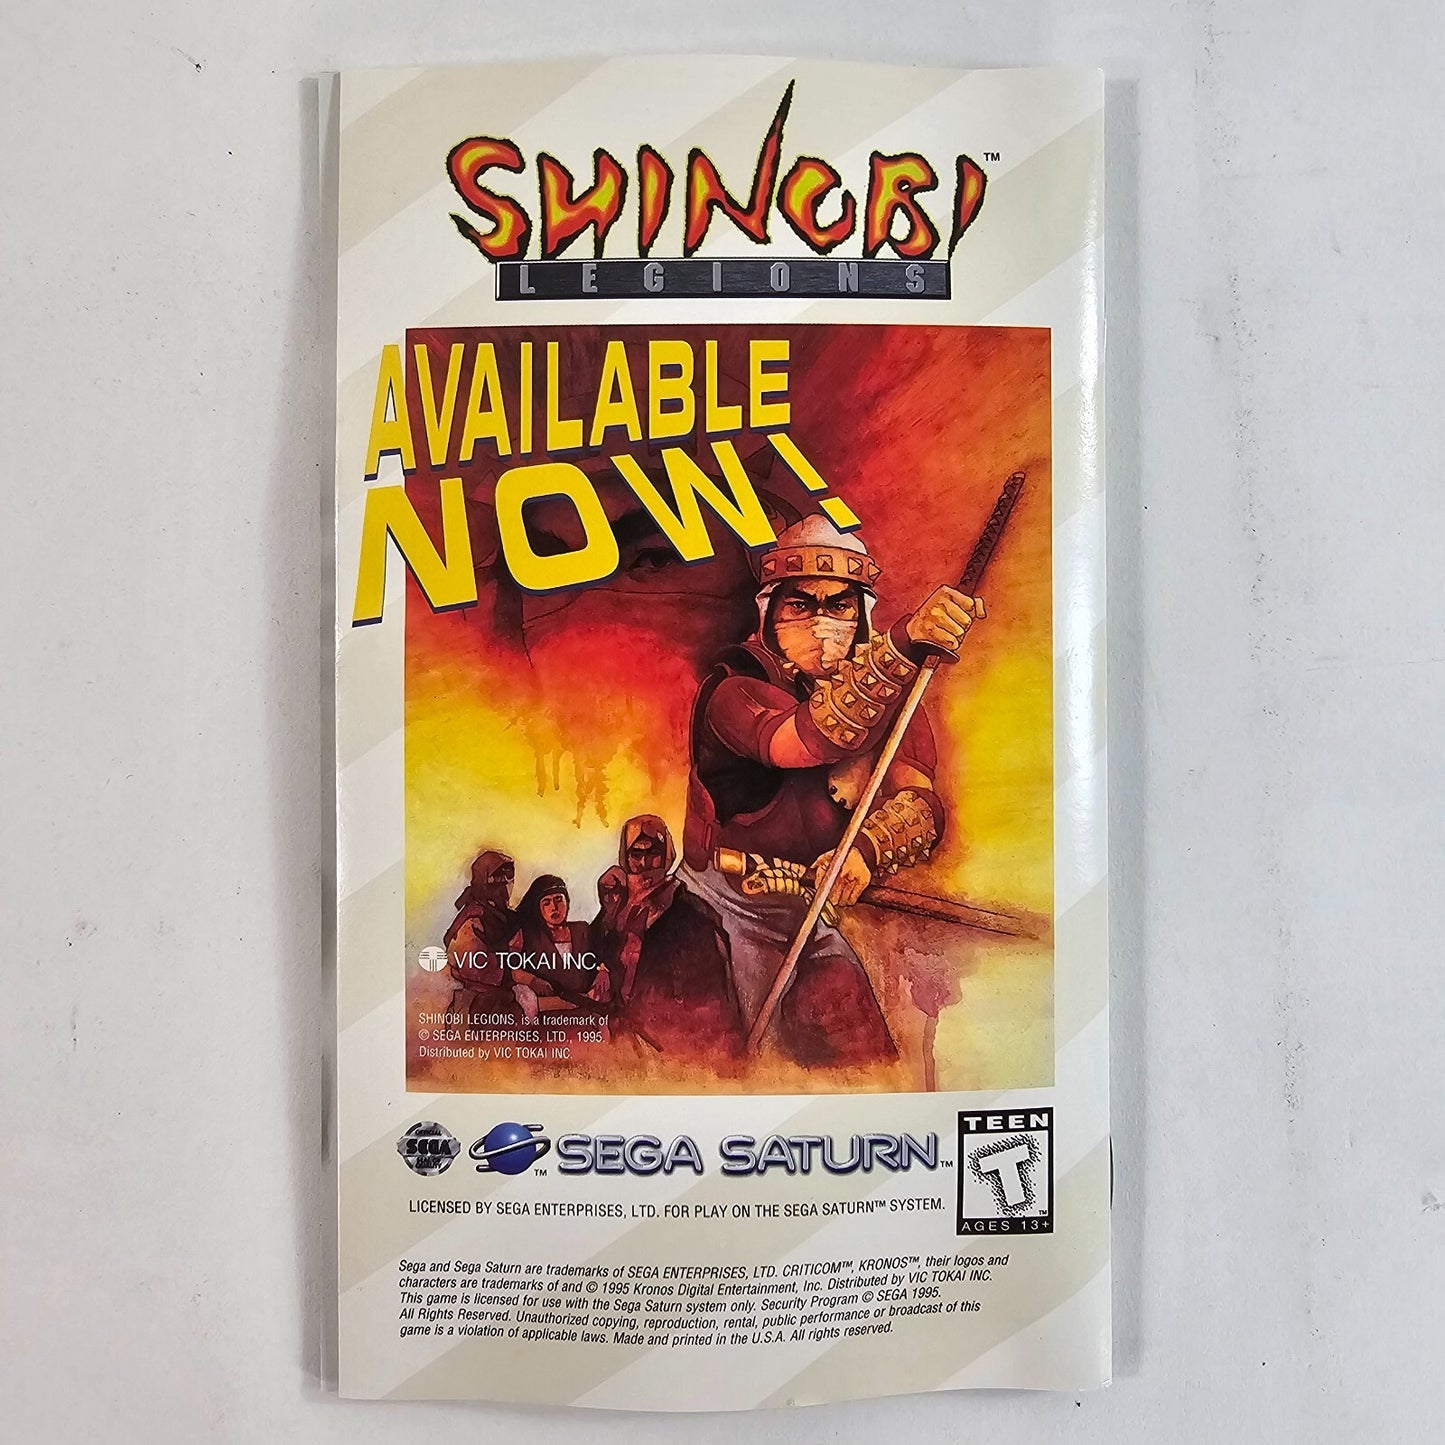 SHINOBI™
LEGIONS
AVAILABLE
NOW!
VIC TOKAI INC.
SHINOBI LEGIONS, is a trademark of
© SEGA ENTERPRISES, LTD., 1995.
Distributed by VIC TOKAI INC.
OFFICIAL
SEGA
SEAL OF
QUALITY
SEGA SATURN™
TEEN
T
AGES 13+
LICENSED BY SEGA ENTERPRISES, LTD. FOR PLAY ON THE SEGA SATURN™ SYSTEM.
Sega and Sega Saturn are trademarks of SEGA ENTERPRISES, LTD. CRITICOM™, KRONOS™, their logos and
characters are trademarks of and © 1995 Kronos Digital Entertainment, Inc. Distributed by VIC TOKAI INC.
This game is licensed for use with the Sega Saturn system only. Security Program © SEGA 1995.
All Rights Reserved. Unauthorized copying, reproduction, rental, public performance or broadcast of this
game is a violation of applicable laws. Made and printed in the U.S.A. All rights reserved.